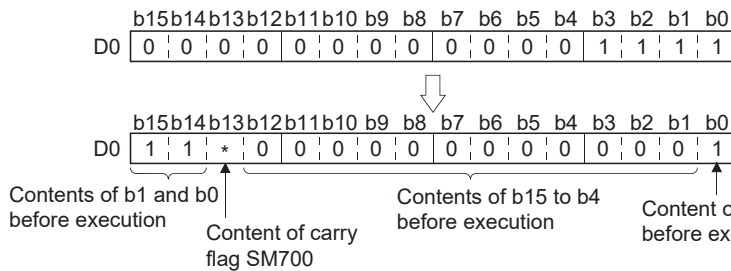 b15 b14 b13 b12 b11 b10 b9 b8 b7 b6 b5 b4 b3 b2 b1 b0
D0 0 0 0 0 0 0 0 0 0 0 0 0 1 1 1 1
b15 b14 b13 b12 b11 b10 b9 b8 b7 b6 b5 b4 b3 b2 b1 b0
D0 1 1 * 0 0 0 0 0 0 0 0 0 0 0 0 1
Contents of b1 and b0
before execution
Content of carry
flag SM700
Contents of b15 to b4
before execution
Content
before